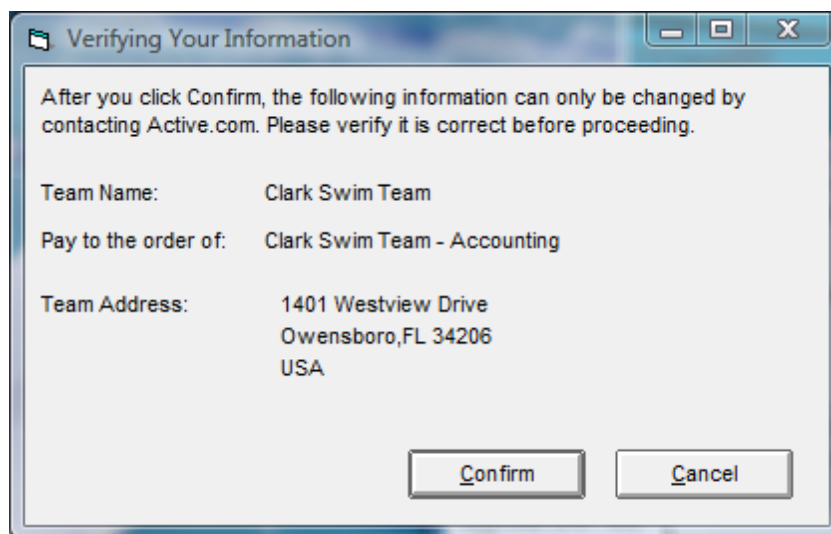 Verifying Your Information
After you click Confirm, the following information can only be changed by
contacting Active.com. Please verify it is correct before proceeding.
Team Name: Clark Swim Team
Pay to the order of: Clark Swim Team - Accounting
Team Address: 1401 Westview Drive
Owensboro,FL 34206
USA
Confirm Cancel